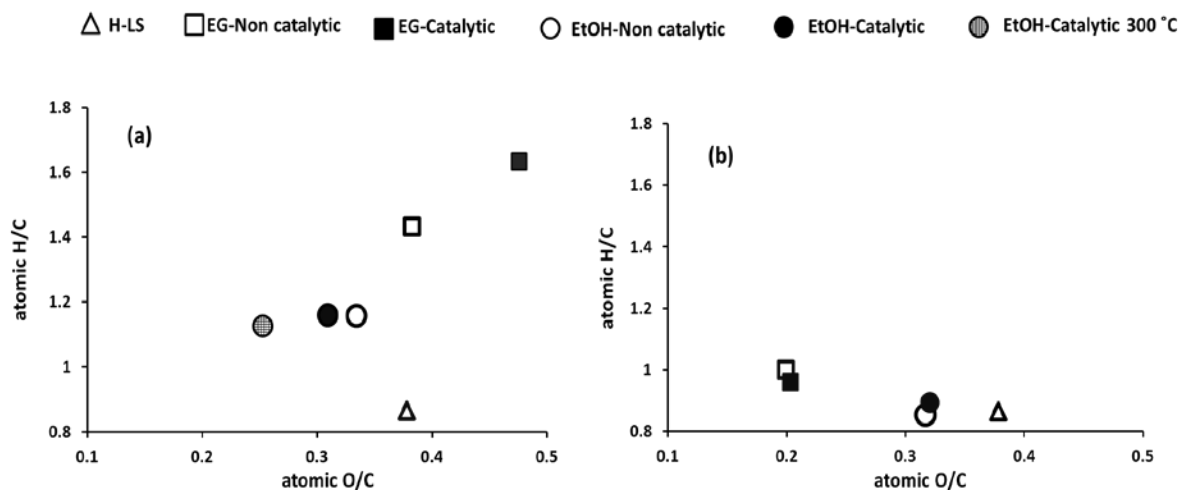 H-LS EG-Non catalytic EG-Catalytic EtOH-Non catalytic EtOH-Catalytic EtOH-Catalytic 300 ˚C
(a)
atomic H/C
1.8
1.6
1.4
1.2
1
0.8
0.1 0.2 0.3 0.4 0.5
atomic O/C
(b)
atomic H/C
1.8
1.6
1.4
1.2
1
0.8
0.1 0.2 0.3 0.4 0.5
atomic O/C